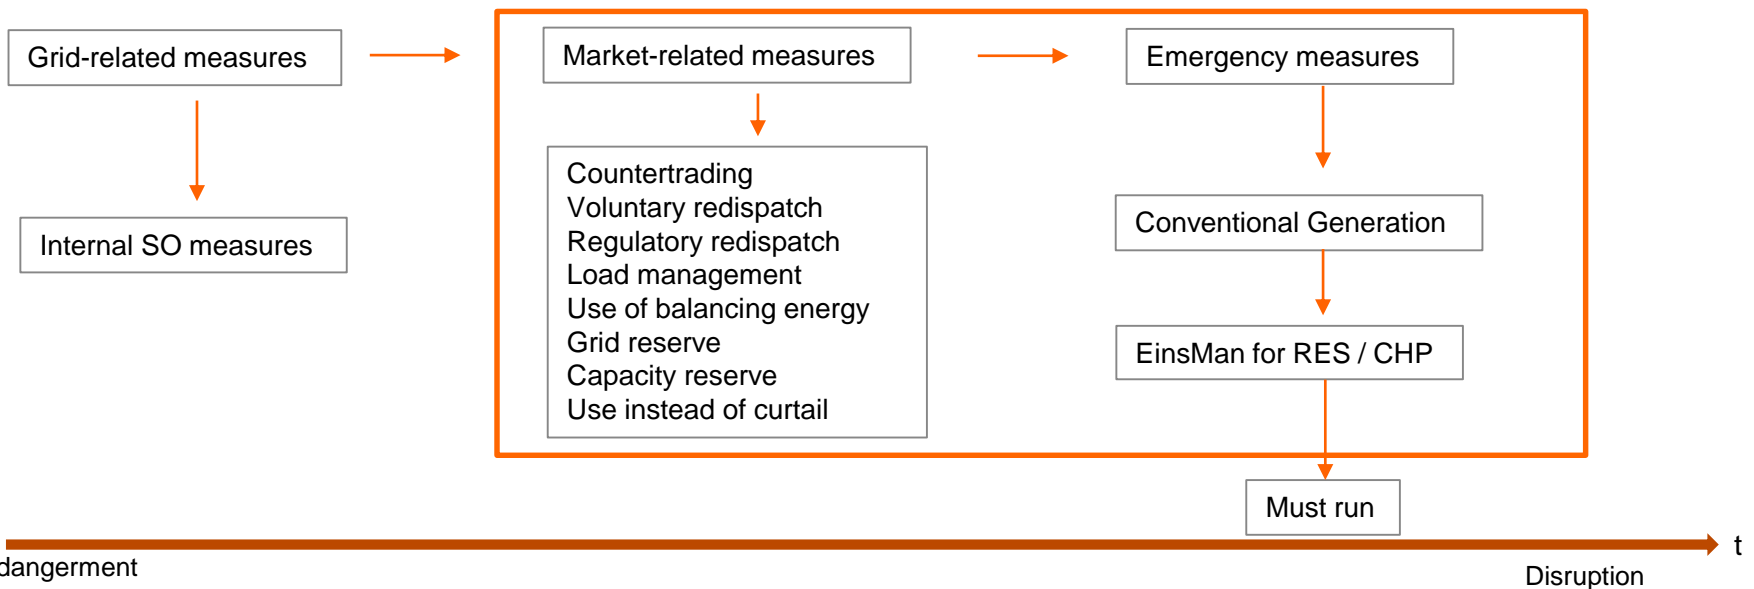 Grid-related measures
Market-related measures
Emergency measures
Internal SO measures
Countertrading
Voluntary redispatch
Regulatory redispatch
Load management
Use of balancing energy
Grid reserve
Capacity reserve
Use instead of curtail
Conventional Generation
EinsMan for RES / CHP
Must run
t
dangerment
Disruption